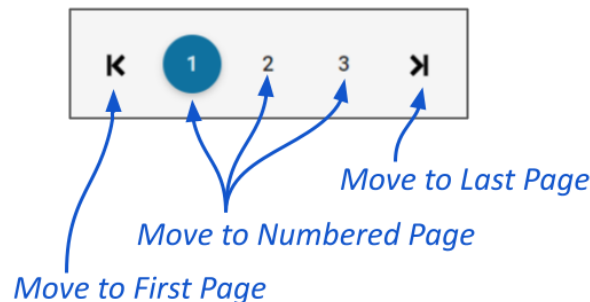 1 2 3
Move to Last Page
Move to Numbered Page
Move to First Page